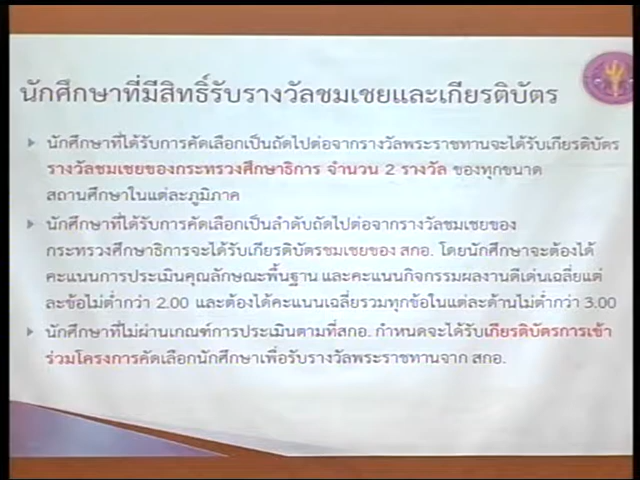 นักศึกษาที่มีสิทธิ์รับรางวัลชมเชยและเกียรติบัตร
นักศึกษาที่ได้รับการคัดเลือกเป็นถัดไปต่อจากรางวัลพระราชทานจะได้รับเกียรติบัตร
รางวัลชมเชยของกระทรวงศึกษาธิการ จำนวน 2 รางวัล ของทุกขนาด
สถานศึกษาในแต่ละภูมิภาค
นักศึกษาที่ได้รับการคัดเลือกเป็นลำดับถัดไปต่อจากรางวัลชมเชยของ
กระทรวงศึกษาธิการจะได้รับเกียรติบัตรชมเชยของ สกอ. โดยนักศึกษาจะต้องได้
คะแนนการประเมินคุณลักษณะพื้นฐาน และคะแนนกิจกรรมผลงานดีเด่นเฉลี่ยแต่
ละข้อไม่ต่ำกว่า 2.00 และต้องได้คะแนนเฉลี่ยรวมทุกข้อในแต่ละด้านไม่ต่ำกว่า 3.00
นักศึกษาที่ไม่ผ่านเกณฑ์การประเมินตามที่สกอ. กำหนดจะได้รับเกียรติบัตรการเข้า
ร่วมโครงการคัดเลือกนักศึกษาเพื่อรับรางวัลพระราชทานจาก สกอ.